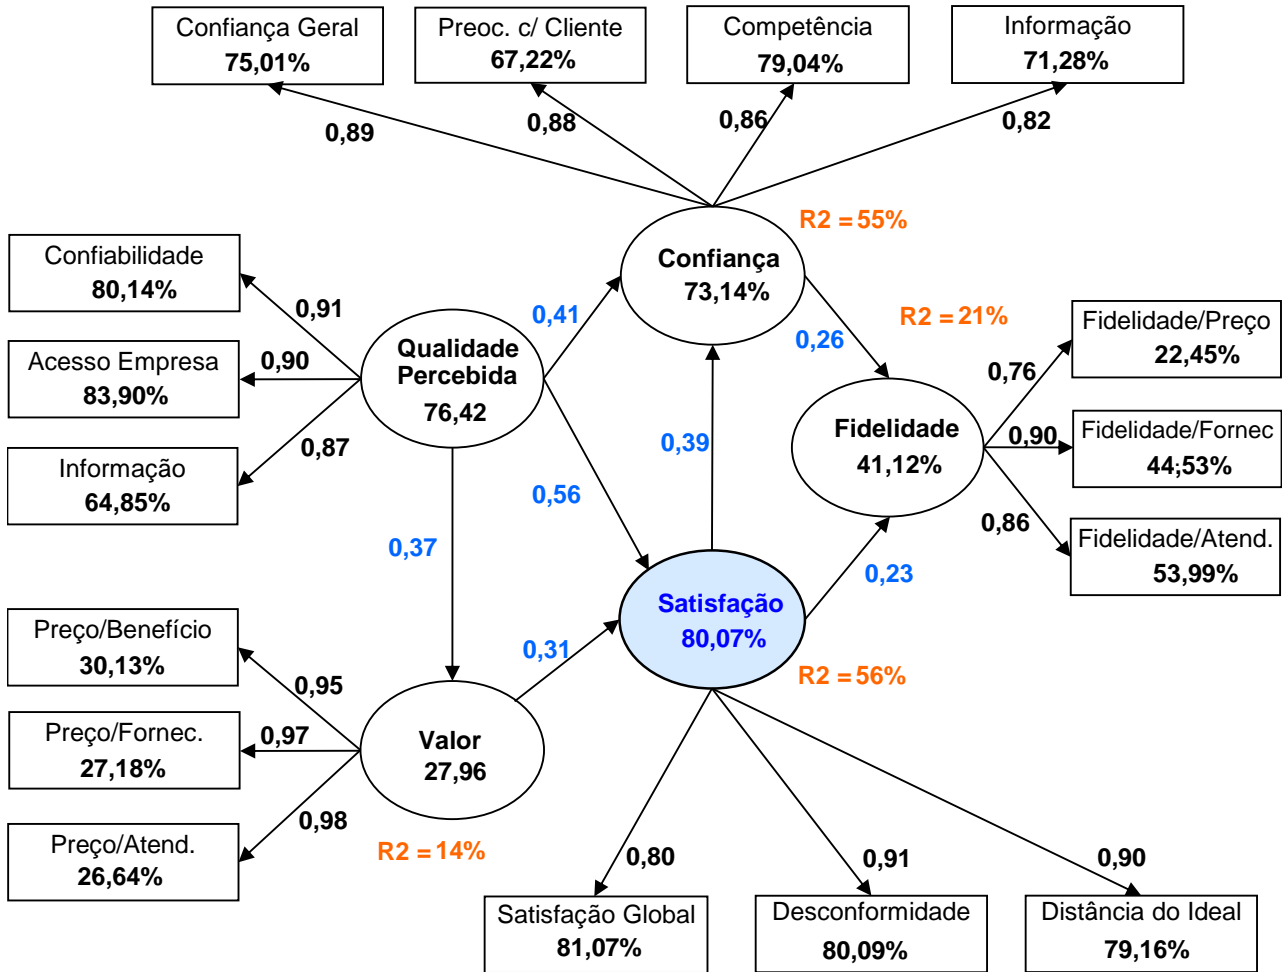 Confiança Geral
75,01%
Preoc. c/ Cliente
67,22%
Competência
79,04%
Informação
71,28%
0,89
0,88
0,86
0,82
R2 = 55%
Confiança
73,14%
Confiabilidade
80,14%
0,91
Acesso Empresa
83,90%
0,90
Informação
64,85%
0,87
Qualidade
Percebida
76,42
0,41
0,56
0,37
0,39
0,26
R2 = 21%
Fidelidade
41,12%
0,76
0,90
0,86
Fidelidade/Preço
22,45%
Fidelidade/Fornec
44;53%
Fidelidade/Atend.
53,99%
0,23
Satisfação
80,07%
R2 = 56%
0,31
Preço/Benefício
30,13%
0,95
Preço/Fornec.
27,18%
0,97
Preço/Atend.
26,64%
0,98
Valor
27,96
R2 = 14%
0,80
0,91
0,90
Satisfação Global
81,07%
Desconformidade
80,09%
Distância do Ideal
79,16%